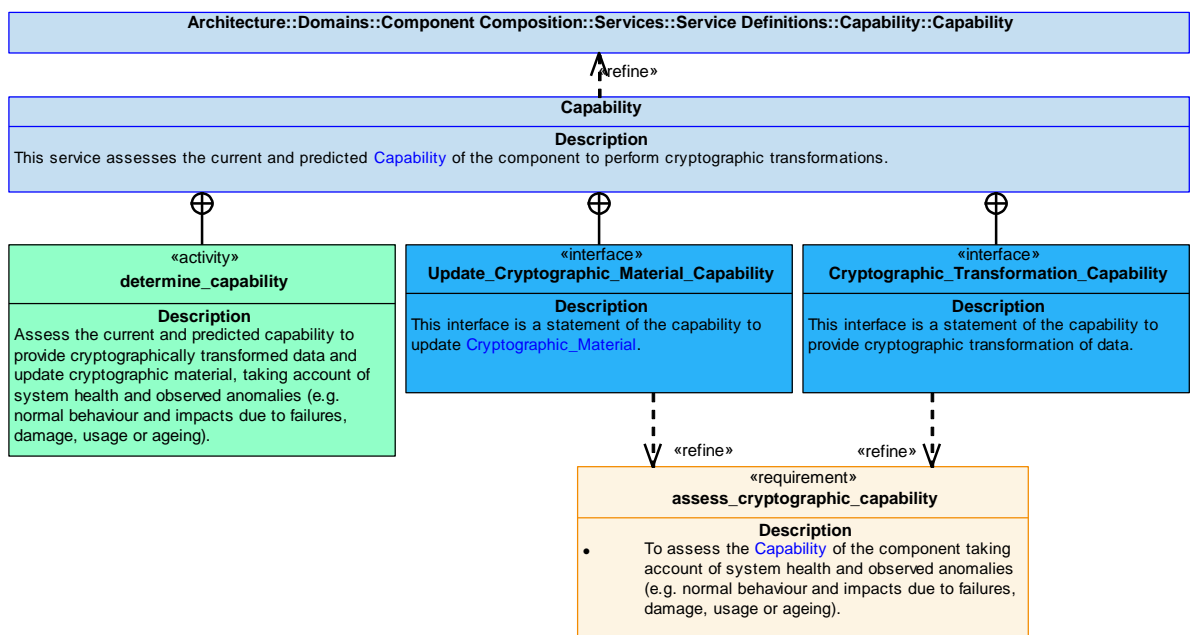 Architecture::Domains::Component Composition::Services::Service Definitions::Capability::Capability
«refine»
Capability
Description
This service assesses the current and predicted Capability of the component to perform cryptographic transformations.
«activity»
determine_capability
Description
Assess the current and predicted capability to
provide cryptographically transformed data and
update cryptographic material, taking account of
system health and observed anomalies (e.g.
normal behaviour and impacts due to failures,
damage, usage or ageing).
«interface»
Update_Cryptographic_Material_Capability
Description
This interface is a statement of the capability to
update Cryptographic_Material.
«interface»
Cryptographic_Transformation_Capability
Description
This interface is a statement of the capability to
provide cryptographic transformation of data.
«refine»
«refine»
«requirement»
assess_cryptographic_capability
Description
• To assess the Capability of the component taking
account of system health and observed anomalies
(e.g. normal behaviour and impacts due to failures,
damage, usage or ageing).